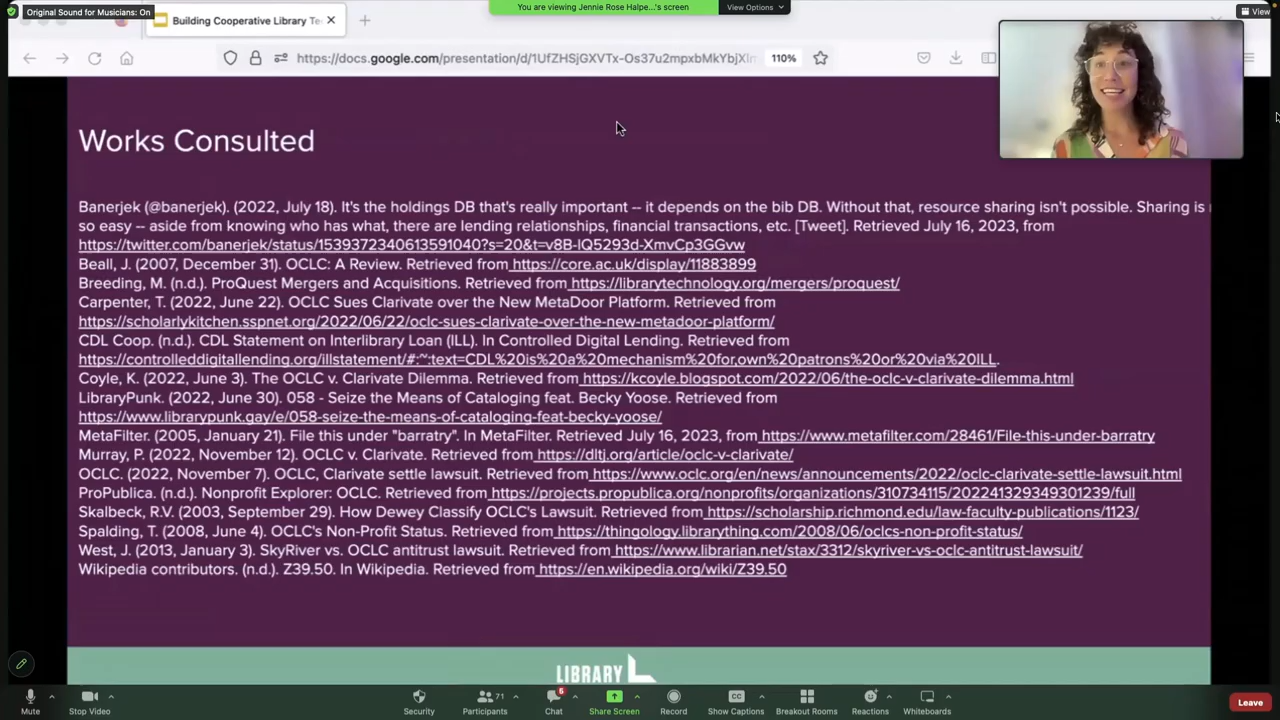 Original Sound for Musicians: On
You are viewing Jennie Rose Halpe...'s screen
View Options
View
Building Cooperative Library Te
https://docs.google.com/presentation/d/1UfZHSjGXVTx-Os37u2mpxbMkYbjXlm
110%
Works Consulted
Banerjek (@banerjek). (2022, July 18). It's the holdings DB that's really important -- it depends on the bib DB. Without that, resource sharing isn't possible. Sharing is
so easy -- aside from knowing who has what, there are lending relationships, financial transactions, etc. [Tweet]. Retrieved July 16, 2023, from
https://twitter.com/banerjek/status/1539372340613591040?s=20&t=v8B-lQ5293d-XmvCp3GGvw
Beall, J. (2007, December 31). OCLC: A Review. Retrieved from https://core.ac.uk/display/11883899
Breeding, M. (n.d.). ProQuest Mergers and Acquisitions. Retrieved from https://librarytechnology.org/mergers/proquest/
Carpenter, T. (2022, June 22). OCLC Sues Clarivate over the New MetaDoor Platform. Retrieved from
https://scholarlykitchen.sspnet.org/2022/06/22/oclc-sues-clarivate-over-the-new-metadoor-platform/
CDL Coop. (n.d.). CDL Statement on Interlibrary Loan (ILL). In Controlled Digital Lending. Retrieved from
https://controlleddigitallending.org/illstatement/#:~:text=CDL%20is%20a%20mechanism%20for,own%20patrons%20or%20via%20ILL.
Coyle, K. (2022, June 3). The OCLC v. Clarivate Dilemma. Retrieved from https://kcoyle.blogspot.com/2022/06/the-oclc-v-clarivate-dilemma.html
LibraryPunk. (2022, June 30). 058 - Seize the Means of Cataloging feat. Becky Yoose. Retrieved from
https://www.librarypunk.gay/e/058-seize-the-means-of-cataloging-feat-becky-yoose/
MetaFilter. (2005, January 21). File this under "barratry". In MetaFilter. Retrieved July 16, 2023, from https://www.metafilter.com/28461/File-this-under-barratry
Murray, P. (2022, November 12). OCLC v. Clarivate. Retrieved from https://dltj.org/article/oclc-v-clarivate/
OCLC. (2022, November 7). OCLC, Clarivate settle lawsuit. Retrieved from https://www.oclc.org/en/news/announcements/2022/oclc-clarivate-settle-lawsuit.html
ProPublica. (n.d.). Nonprofit Explorer: OCLC. Retrieved from https://projects.propublica.org/nonprofits/organizations/310734115/202241329349301239/full
Skalbeck, R.V. (2003, September 29). How Dewey Classify OCLC's Lawsuit. Retrieved from https://scholarship.richmond.edu/law-faculty-publications/1123/
Spalding, T. (2008, June 4). OCLC's Non-Profit Status. Retrieved from https://thingology.librarything.com/2008/06/oclcs-non-profit-status/
West, J. (2013, January 3). SkyRiver vs. OCLC antitrust lawsuit. Retrieved from https://www.librarian.net/stax/3312/skyriver-vs-oclc-antitrust-lawsuit/
Wikipedia contributors. (n.d.). Z39.50. In Wikipedia. Retrieved from https://en.wikipedia.org/wiki/Z39.50
LIBRARY
Mute
Stop Video
Security
Participants 71
Chat 5
Share Screen
Record
Show Captions
Breakout Rooms
Reactions
Whiteboards
Leave